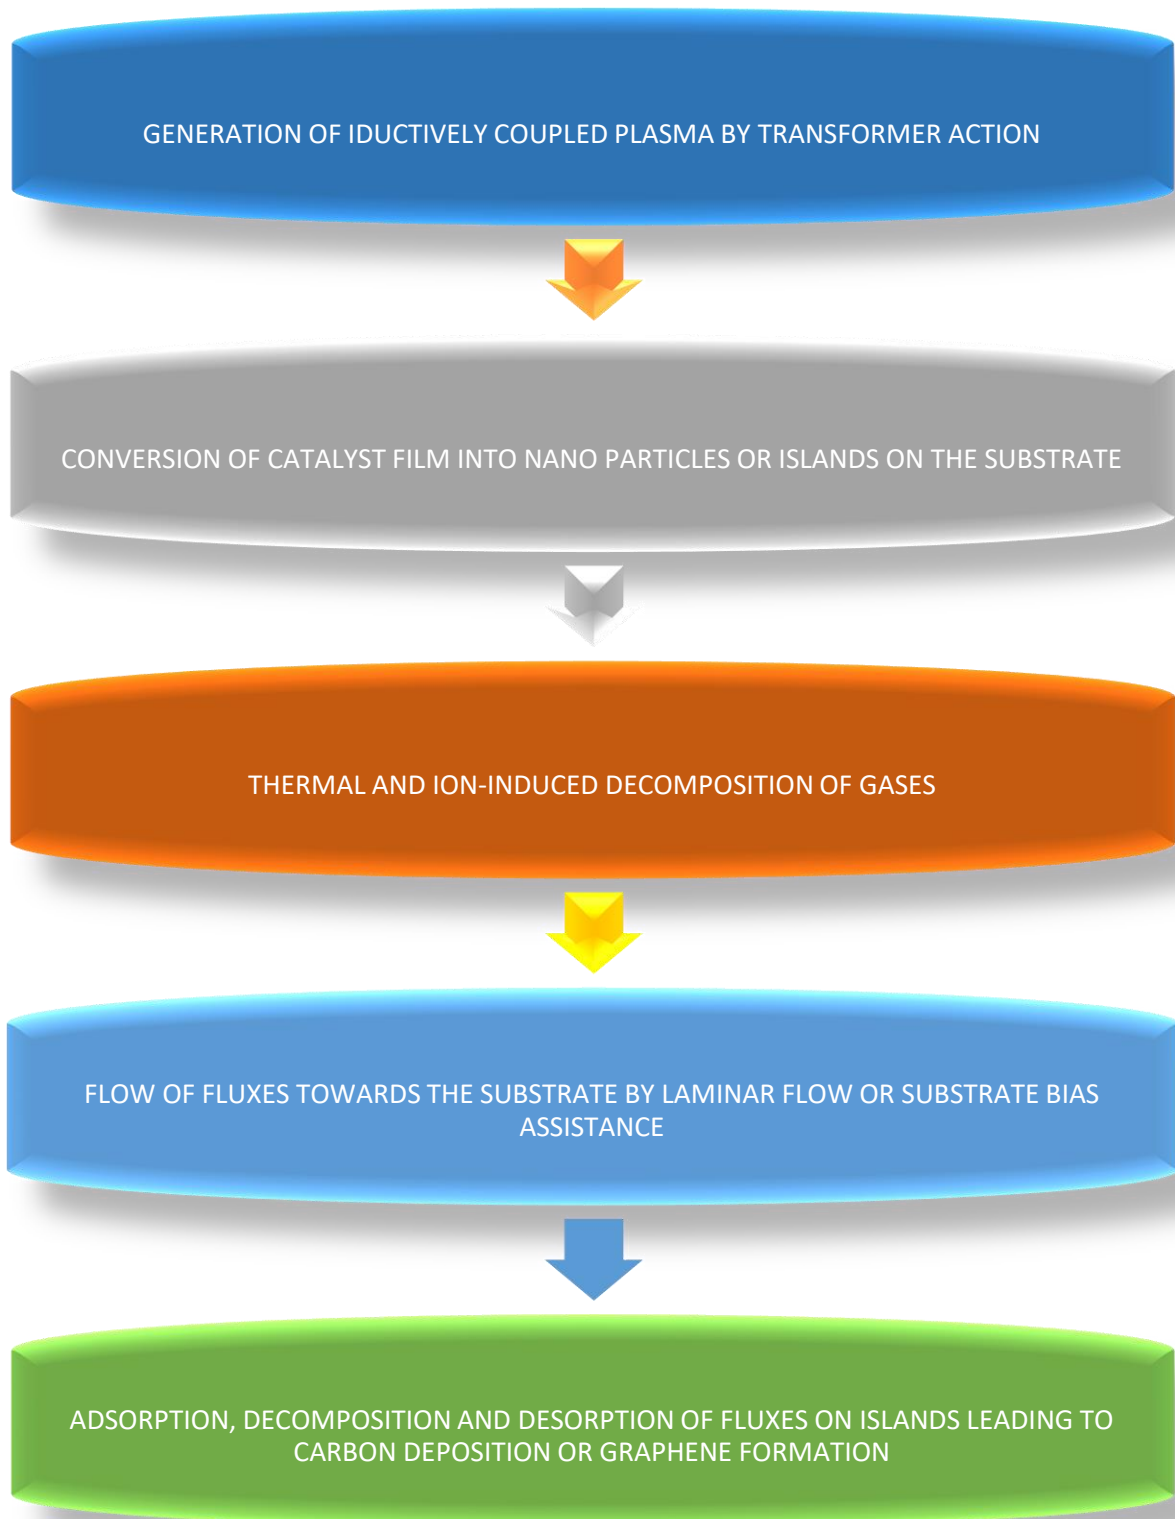 GENERATION OF IDUCTIVELY COUPLED PLASMA BY TRANSFORMER ACTION
CONVERSION OF CATALYST FILM INTO NANO PARTICLES OR ISLANDS ON THE SUBSTRATE
THERMAL AND ION-INDUCED DECOMPOSITION OF GASES
FLOW OF FLUXES TOWARDS THE SUBSTRATE BY LAMINAR FLOW OR SUBSTRATE BIAS
ASSISTANCE
ADSORPTION, DECOMPOSITION AND DESORPTION OF FLUXES ON ISLANDS LEADING TO
CARBON DEPOSITION OR GRAPHENE FORMATION